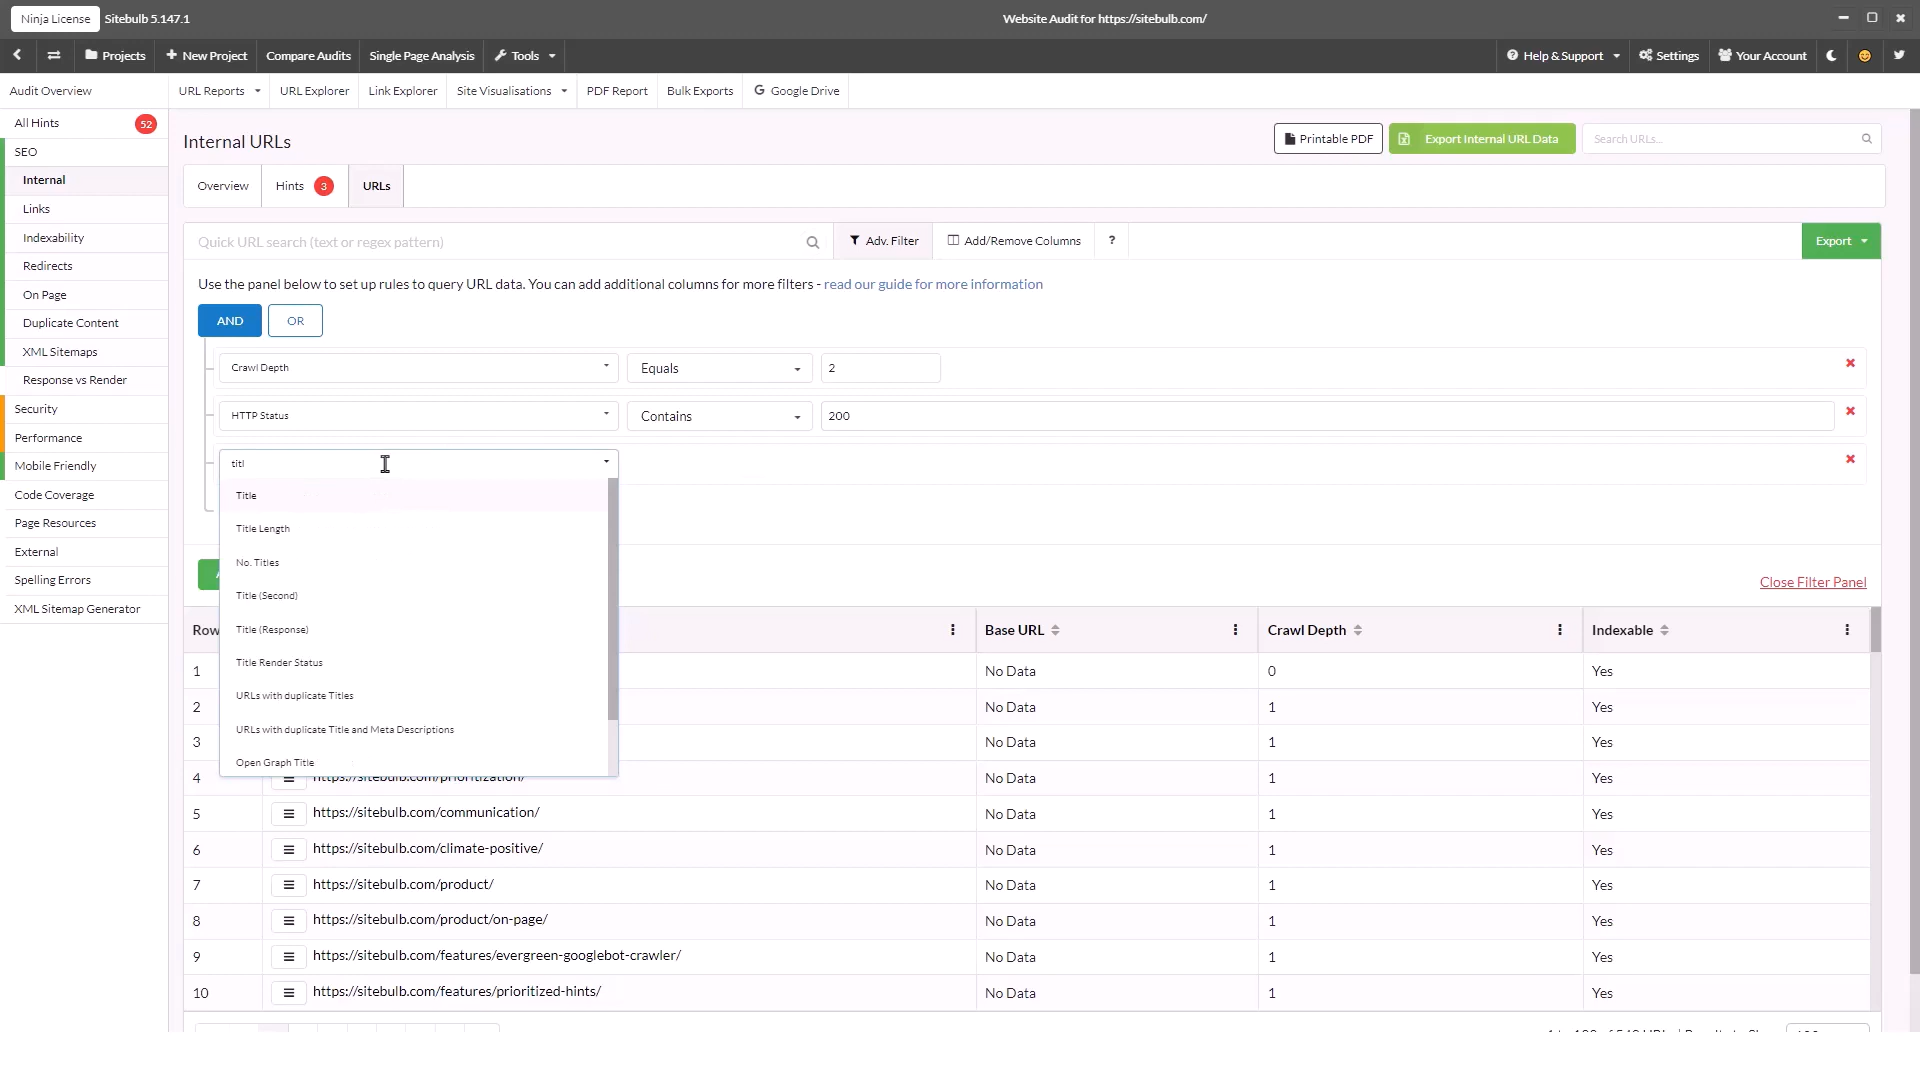 Ninja License Sitebulb 5.147.1 Website Audit for https://sitebulb.com/
Projects New Project Compare Audits Single Page Analysis Tools Help & Support Settings Your Account
Audit Overview URL Reports URL Explorer Link Explorer Site Visualisations PDF Report Bulk Exports Google Drive
All Hints 52
SEO
Internal
Links
Indexability
Redirects
On Page
Duplicate Content
XML Sitemaps
Response vs Render
Security
Performance
Mobile Friendly
Code Coverage
Page Resources
External
Spelling Errors
XML Sitemap Generator
Internal URLs Printable PDF Export Internal URL Data Search URLs...
Overview Hints 3 URLs
Quick URL search (text or regex pattern) Adv. Filter Add/Remove Columns ? Export
Use the panel below to set up rules to query URL data. You can add additional columns for more filters - read our guide for more information
AND OR
Crawl Depth Equals 2
HTTP Status Contains 200
titl
Title
Title Length
No. Titles
Title (Second)
Title (Response)
Title Render Status
URLs with duplicate Titles
URLs with duplicate Title and Meta Descriptions
Open Graph Title
Close Filter Panel
Row Base URL Crawl Depth Indexable
1 No Data 0 Yes
2 No Data 1 Yes
3 No Data 1 Yes
4 https://sitebulb.com/prioritization/ No Data 1 Yes
5 https://sitebulb.com/communication/ No Data 1 Yes
6 https://sitebulb.com/climate-positive/ No Data 1 Yes
7 https://sitebulb.com/product/ No Data 1 Yes
8 https://sitebulb.com/product/on-page/ No Data 1 Yes
9 https://sitebulb.com/features/evergreen-googlebot-crawler/ No Data 1 Yes
10 https://sitebulb.com/features/prioritized-hints/ No Data 1 Yes